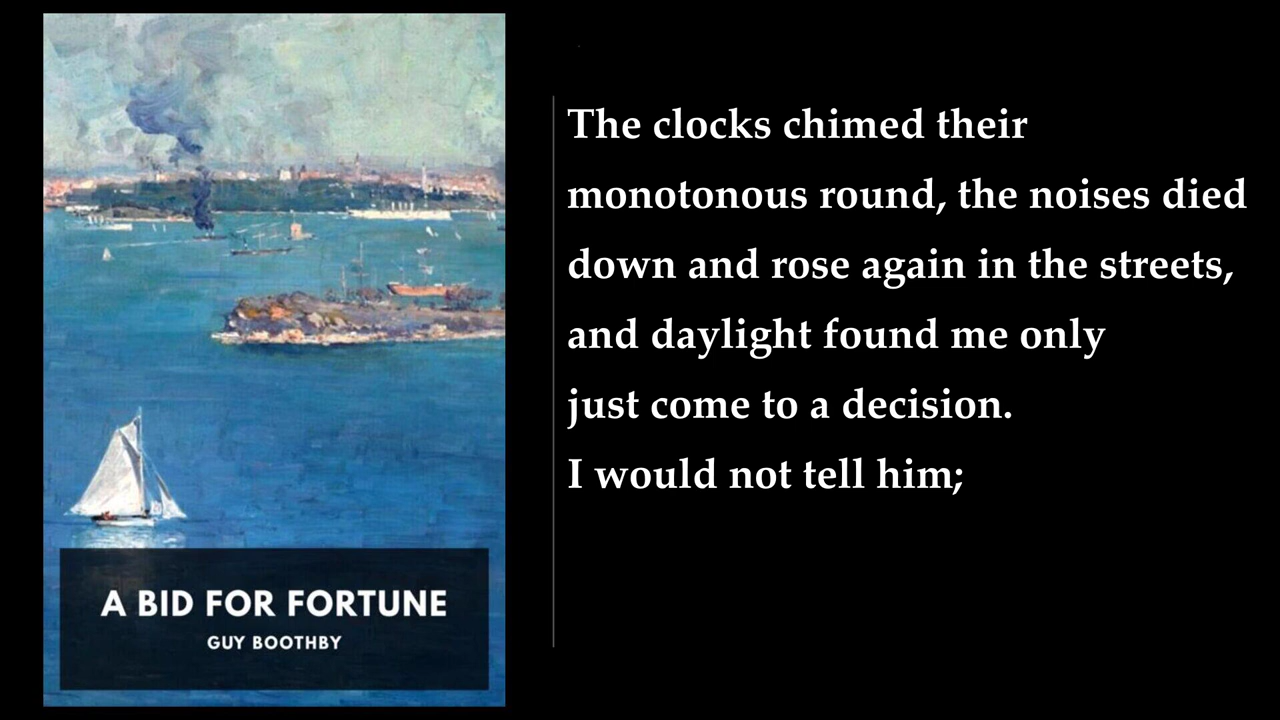 The clocks chimed their
monotonous round, the noises died
down and rose again in the streets,
and daylight found me only
just come to a decision.
I would not tell him;
A BID FOR FORTUNE
GUY BOOTHBY